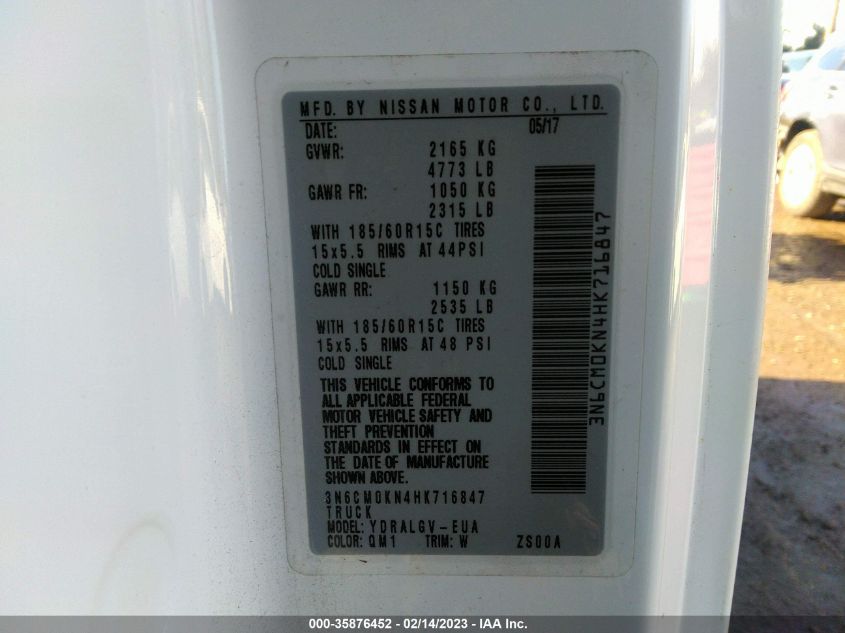 MFD. BY NISSAN MOTOR CO., LTD.
DATE: 05/17
GVWR: 2165 KG
4773 LB
GAWR FR: 1050 KG
2315 LB
WITH 185/60R15C TIRES
15x5.5 RIMS AT 44PSI
COLD SINGLE
GAWR RR: 1150 KG
2535 LB
WITH 185/60R15C TIRES
15x5.5 RIMS AT 48 PSI
COLD SINGLE
THIS VEHICLE CONFORMS TO
ALL APPLICABLE FEDERAL
MOTOR VEHICLE SAFETY AND
THEFT PREVENTION
STANDARDS IN EFFECT ON
THE DATE OF MANUFACTURE
SHOWN ABOVE.
3N6CM0KN4HK716847
TRUCK
MODEL: YDRALGV-EUA
COLOR: QM1 TRIM: W ZS00A
3N6CM0KN4HK716847
000-35876452 - 02/14/2023 - IAA Inc.